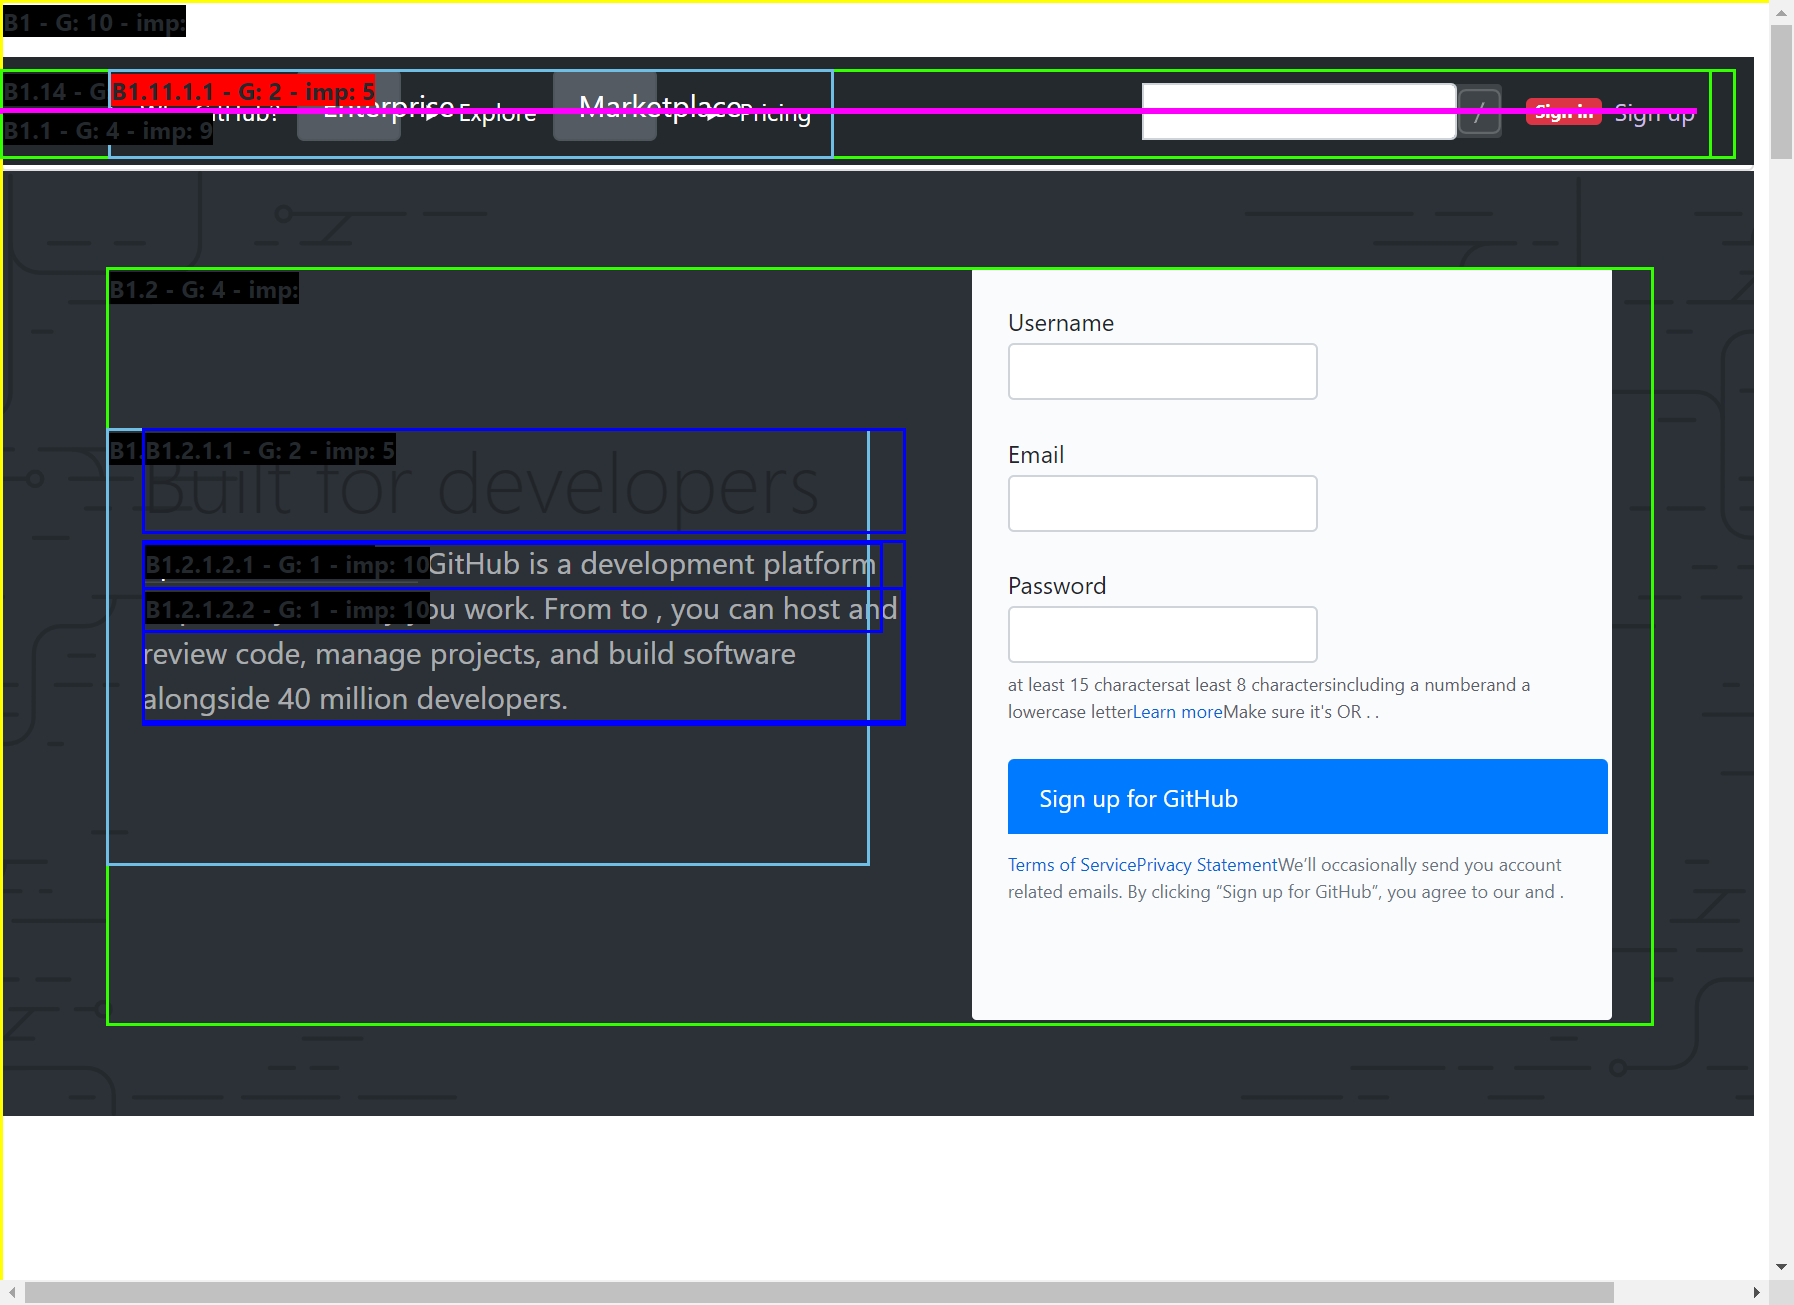 B1 - G: 10 - imp:
B1.14 - G B1.11.1.1 - G: 2 - imp: 5
Enterprise Explore Marketplace Pricing / Sign in Sign up
B1.1 - G: 4 - imp: 9
B1.2 - G: 4 - imp:
Username
Email
B1. B1.2.1.1 - G: 2 - imp: 5
Built for developers
B1.2.1.2.1 - G: 1 - imp: 10 GitHub is a development platform
B1.2.1.2.2 - G: 1 - imp: 10 you work. From to , you can host and
review code, manage projects, and build software
alongside 40 million developers.
Password
at least 15 charactersat least 8 charactersincluding a numberand a
lowercase letterLearn moreMake sure it's OR . .
Sign up for GitHub
Terms of ServicePrivacy StatementWe’ll occasionally send you account
related emails. By clicking “Sign up for GitHub”, you agree to our and .